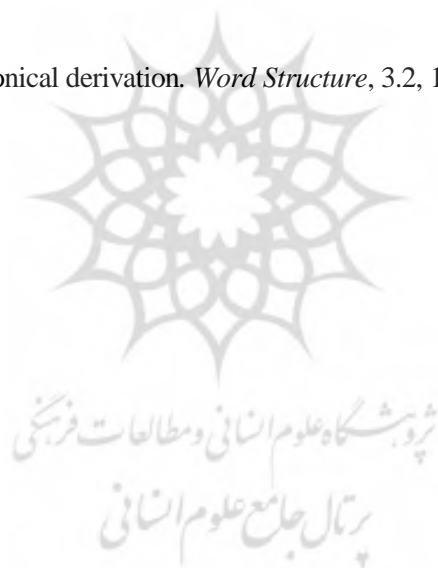 onical derivation. Word Structure, 3.2, 1
پژوهشگاه علوم انسانی و مطالعات فرهنگی
پرتال جامع علوم انسانی